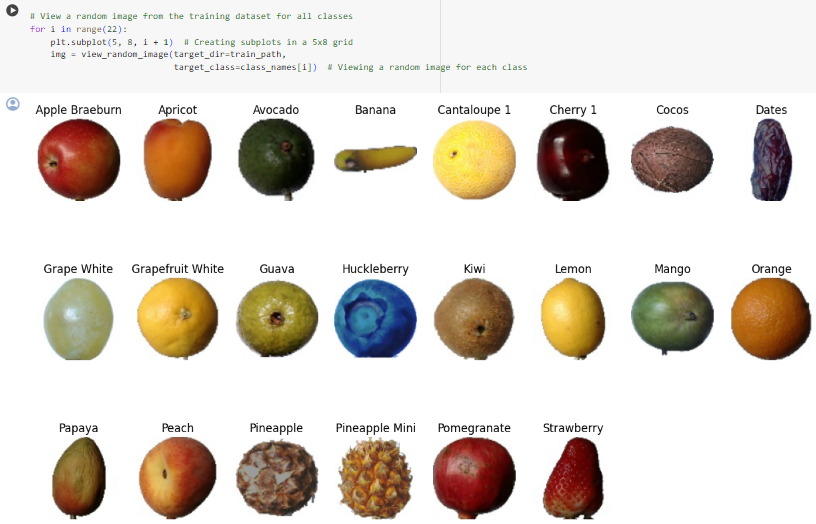 # View a random image from the training dataset for all classes
for i in range(22):
    plt.subplot(5, 8, i + 1)  # Creating subplots in a 5x8 grid
    img = view_random_image(target_dir=train_path,
                            target_class=class_names[i])  # Viewing a random image for each class
Apple Braeburn Apricot Avocado Banana Cantaloupe 1 Cherry 1 Cocos Dates
Grape White Grapefruit White Guava Huckleberry Kiwi Lemon Mango Orange
Papaya Peach Pineapple Pineapple Mini Pomegranate Strawberry